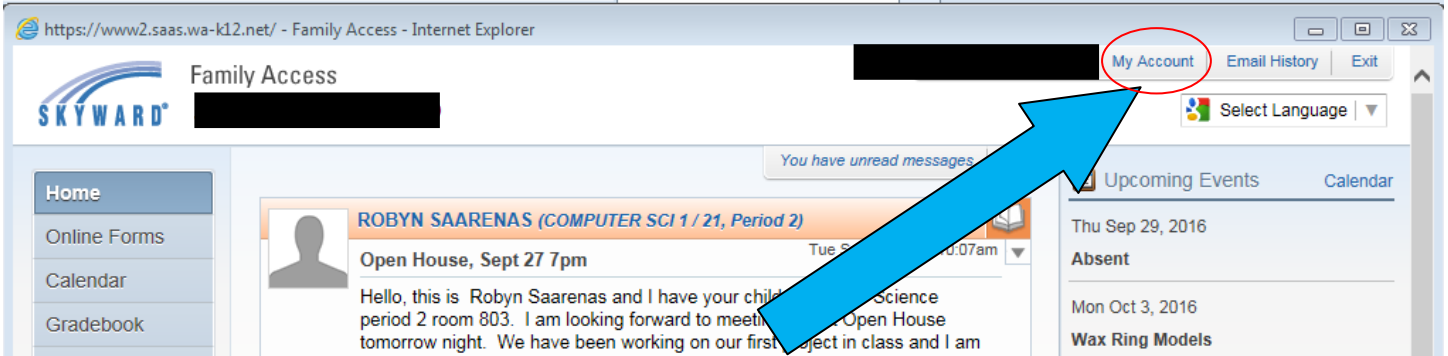 https://www2.saas.wa-k12.net/ - Family Access - Internet Explorer
My Account
Email History
Exit
SKYWARD®
Family Access
Select Language
You have unread messages
Home
Online Forms
Calendar
Gradebook
ROBYN SAARENAS (COMPUTER SCI 1 / 21, Period 2)
Open House, Sept 27 7pm
Tue S 0:07am
Hello, this is Robyn Saarenas and I have your child Science
period 2 room 803. I am looking forward to meeti Open House
tomorrow night. We have been working on our first project in class and I am
Upcoming Events
Calendar
Thu Sep 29, 2016
Absent
Mon Oct 3, 2016
Wax Ring Models